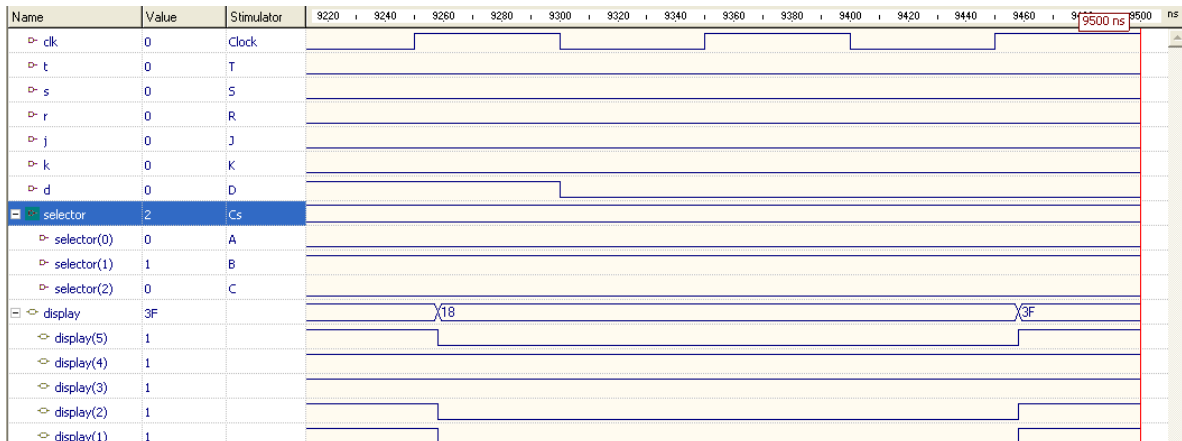 Name Value Stimulator 9220 9240 9260 9280 9300 9320 9340 9360 9380 9400 9420 9440 9460 9500 ns
9500 ns
clk 0 Clock
t 0 T
s 0 S
r 0 R
j 0 J
k 0 K
d 0 D
selector 2 Cs
selector(0) 0 A
selector(1) 1 B
selector(2) 0 C
display 3F 18 3F
display(5) 1
display(4) 1
display(3) 1
display(2) 1
display(1) 1